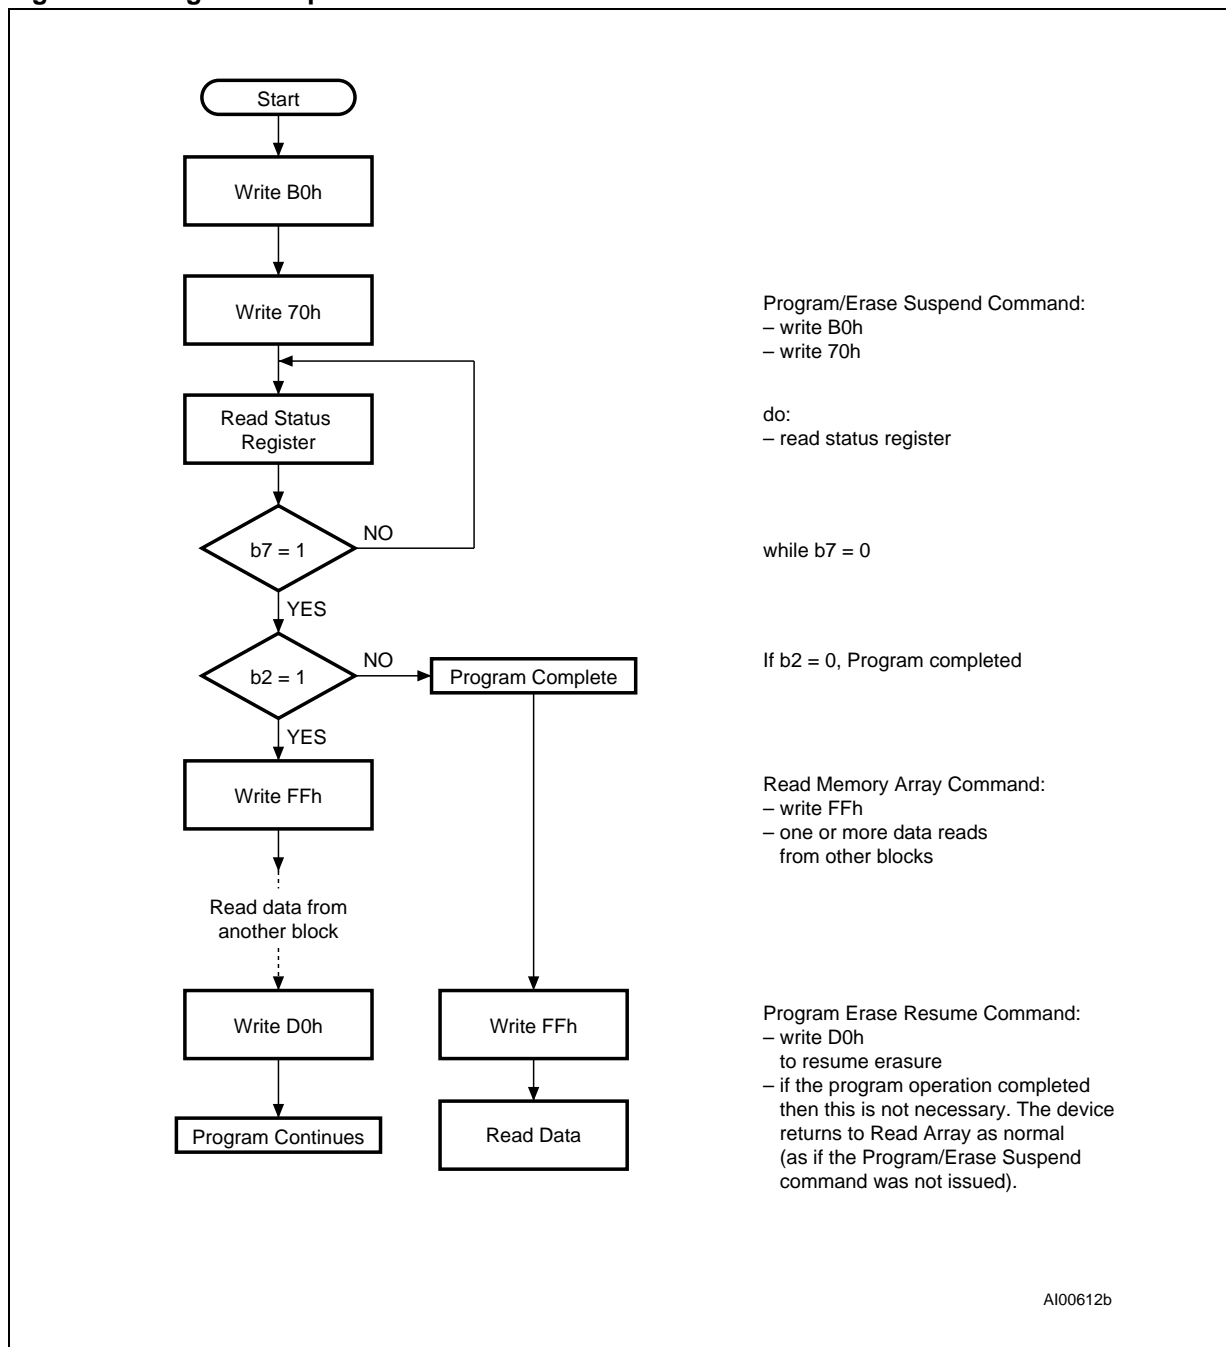 Start
Write B0h
Write 70h
Read Status
Register
b7 = 1
NO
YES
b2 = 1
NO
Program Complete
YES
Write FFh
Read data from
another block
Write D0h
Program Continues
Write FFh
Read Data
Program/Erase Suspend Command:
– write B0h
– write 70h
do:
– read status register
while b7 = 0
If b2 = 0, Program completed
Read Memory Array Command:
– write FFh
– one or more data reads
from other blocks
Program Erase Resume Command:
– write D0h
to resume erasure
– if the program operation completed
then this is not necessary. The device
returns to Read Array as normal
(as if the Program/Erase Suspend
command was not issued).
AI00612b